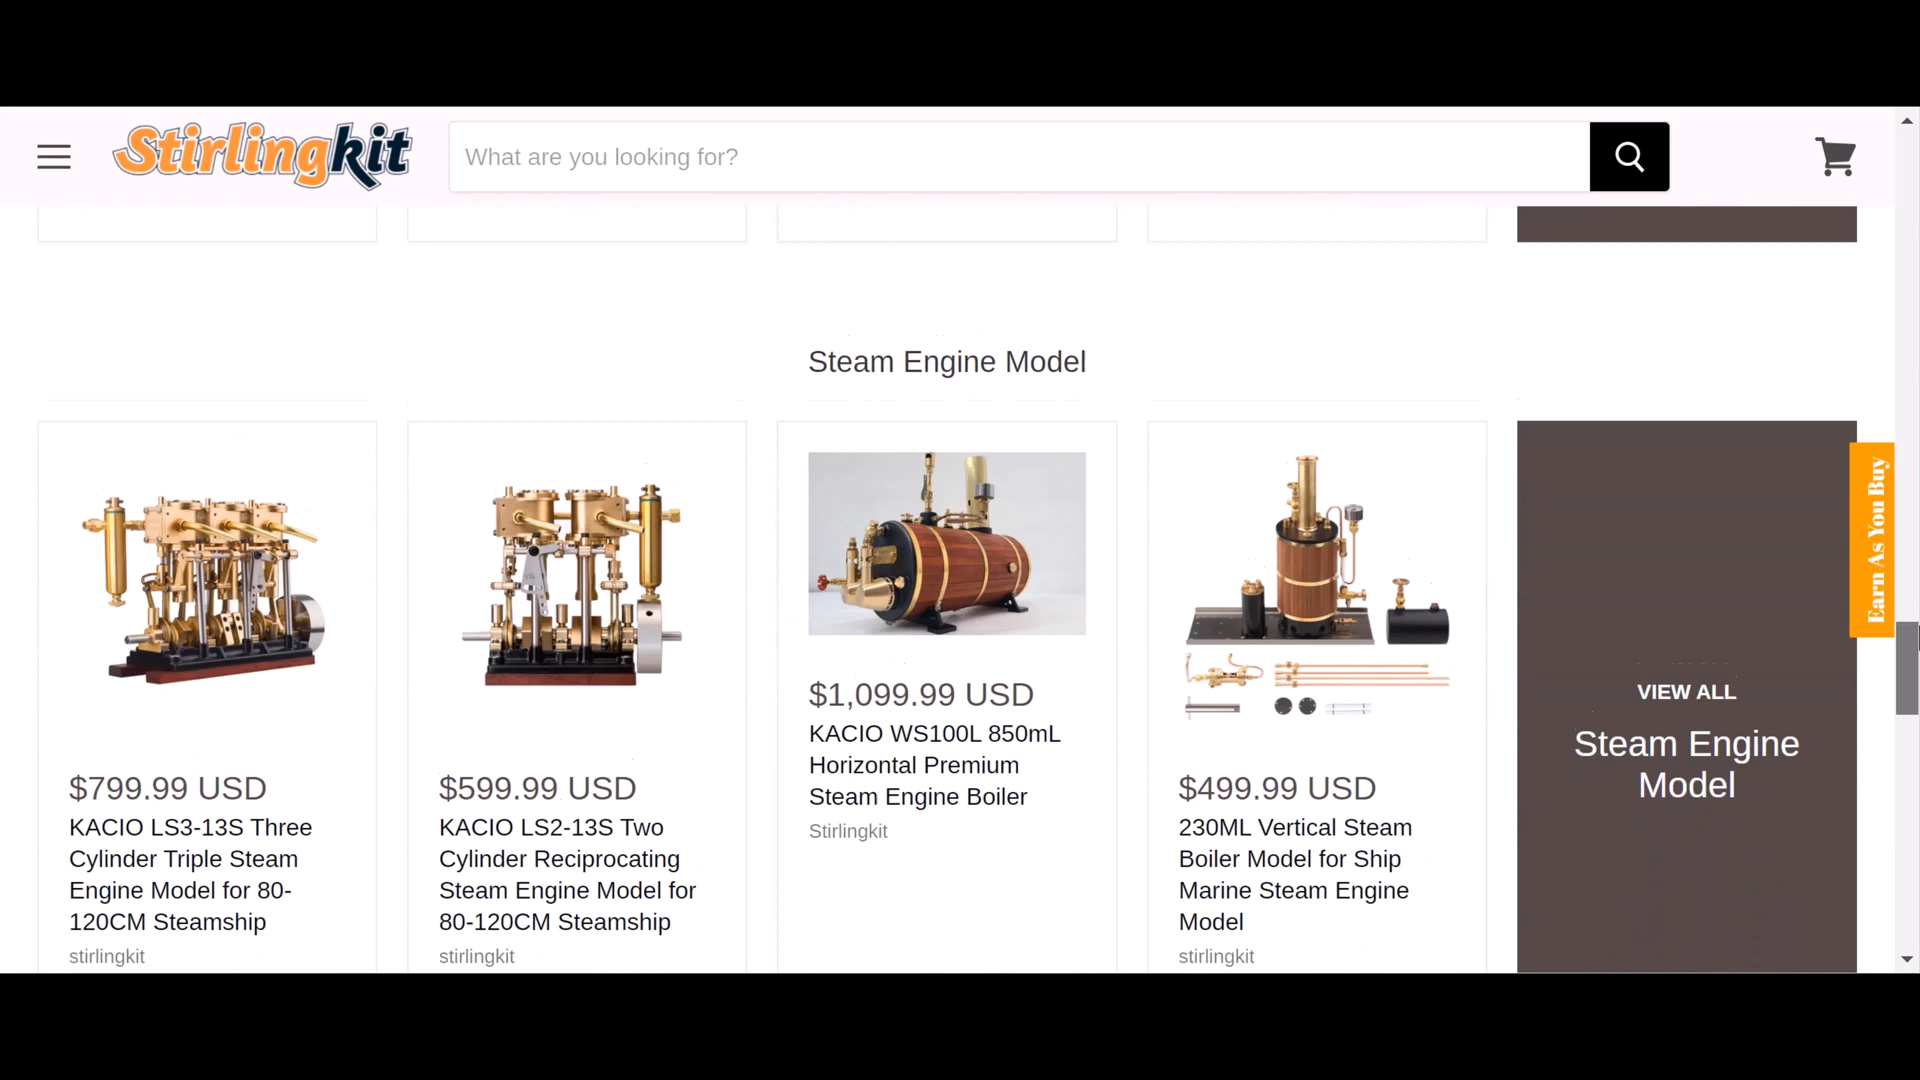 Stirlingkit
What are you looking for?
Steam Engine Model
$799.99 USD
KACIO LS3-13S Three
Cylinder Triple Steam
Engine Model for 80-
120CM Steamship
stirlingkit
$599.99 USD
KACIO LS2-13S Two
Cylinder Reciprocating
Steam Engine Model for
80-120CM Steamship
stirlingkit
$1,099.99 USD
KACIO WS100L 850mL
Horizontal Premium
Steam Engine Boiler
Stirlingkit
$499.99 USD
230ML Vertical Steam
Boiler Model for Ship
Marine Steam Engine
Model
stirlingkit
VIEW ALL
Steam Engine
Model
Earn As You Buy